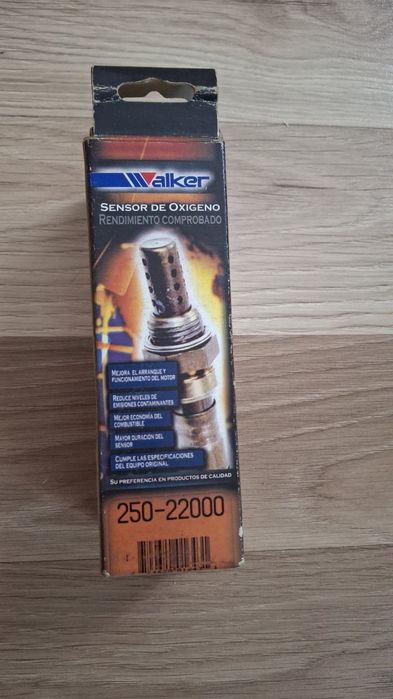 Walker
SENSOR DE OXIGENO
RENDIMIENTO COMPROBADO
MEJORA EL ARRANQUE Y
FUNCIONAMIENTO DEL MOTOR
REDUCE NIVELES DE
EMISIONES CONTAMINANTES
MEJOR ECONOMÍA DEL
COMBUSTIBLE
MAYOR DURACIÓN DEL
SENSOR
CUMPLE LAS ESPECIFICACIONES
DEL EQUIPO ORIGINAL
SU PREFERENCIA EN PRODUCTOS DE CALIDAD
250-22000